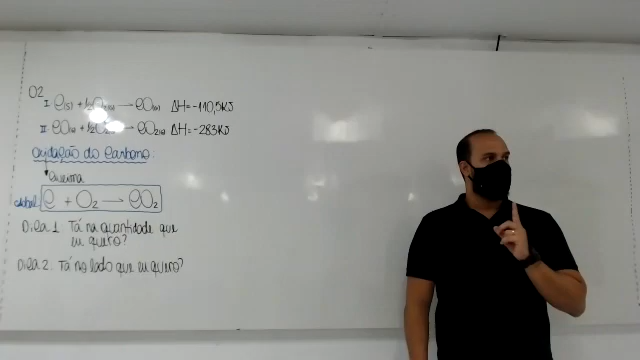 02
I. C(s) + ½O₂(g) → CO(g) ΔH=-110,5KJ
II. CO(g) + ½O₂(g) → CO₂(g) ΔH=-283KJ
Oxidação do Carbono:
Queima
global C + O₂ → CO₂
Dica 1: Tá na quantidade que
eu quero?
Dica 2: Tá no lado que eu quero?